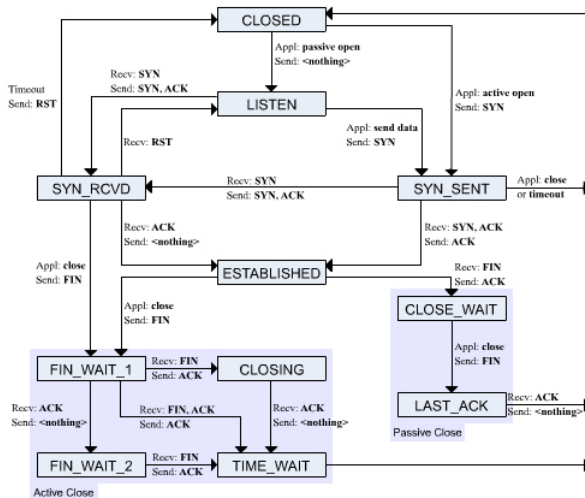 CLOSED
Appl: passive open
Send: <nothing>
Recv: SYN
Send: SYN, ACK
Timeout
Send: RST
LISTEN
Appl: active open
Send: SYN
Recv: RST
Appl: send data
Send: SYN
SYN_RCVD
Recv: SYN
Send: SYN, ACK
SYN_SENT
Appl: close
or timeout
Recv: ACK
Send: <nothing>
Recv: SYN, ACK
Send: ACK
Appl: close
Send: FIN
ESTABLISHED
Recv: FIN
Send: ACK
Appl: close
Send: FIN
CLOSE_WAIT
Appl: close
Send: FIN
FIN_WAIT_1
Recv: FIN
Send: ACK
CLOSING
LAST_ACK
Recv: ACK
Send: <nothing>
Recv: ACK
Send: <nothing>
Recv: FIN, ACK
Send: ACK
Recv: ACK
Send: <nothing>
Passive Close
FIN_WAIT_2
Recv: FIN
Send: ACK
TIME_WAIT
Active Close